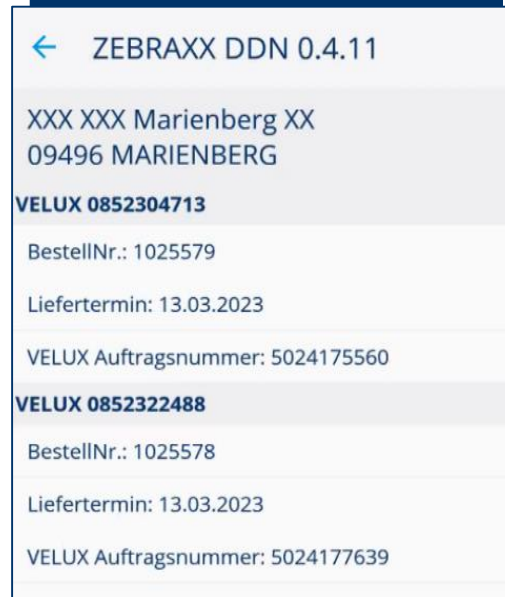 ZEBRAXX DDN 0.4.11
XXX XXX Marienberg XX
09496 MARIENBERG
VELUX 0852304713
BestellNr.: 1025579
Liefertermin: 13.03.2023
VELUX Auftragsnummer: 5024175560
VELUX 0852322488
BestellNr.: 1025578
Liefertermin: 13.03.2023
VELUX Auftragsnummer: 5024177639